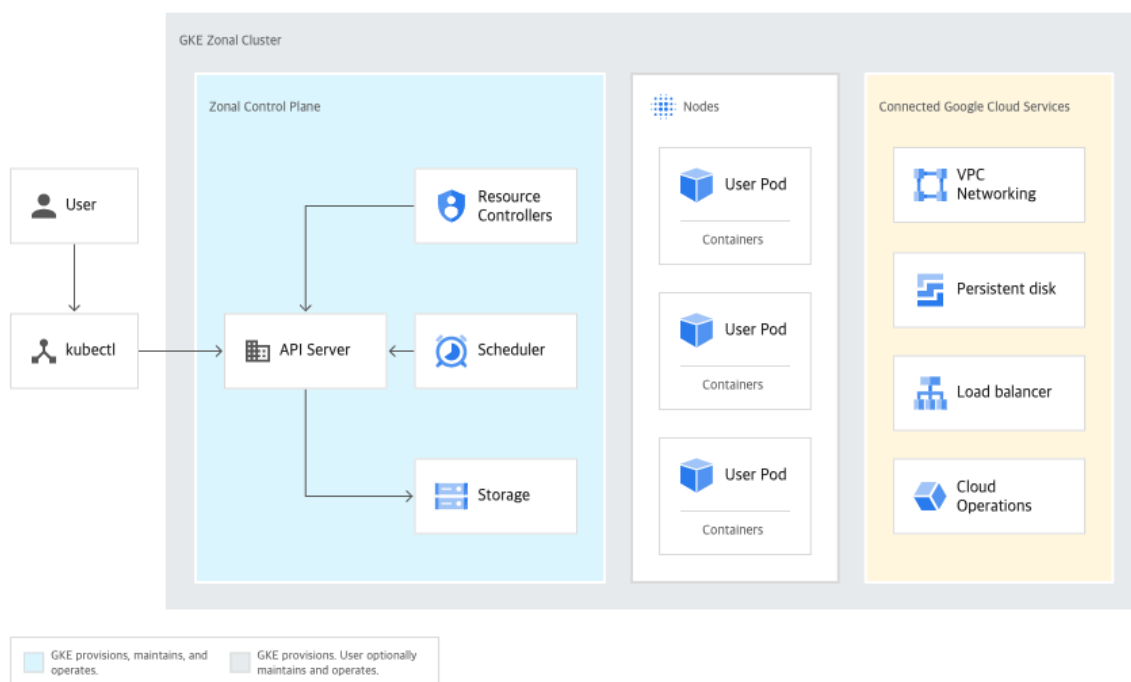 GKE Zonal Cluster
Zonal Control Plane
Nodes
Connected Google Cloud Services
User
kubectl
Resource
Controllers
API Server
Scheduler
Storage
User Pod
Containers
User Pod
Containers
User Pod
Containers
VPC
Networking
Persistent disk
Load balancer
Cloud
Operations
GKE provisions, maintains, and
operates.
GKE provisions. User optionally
maintains and operates.